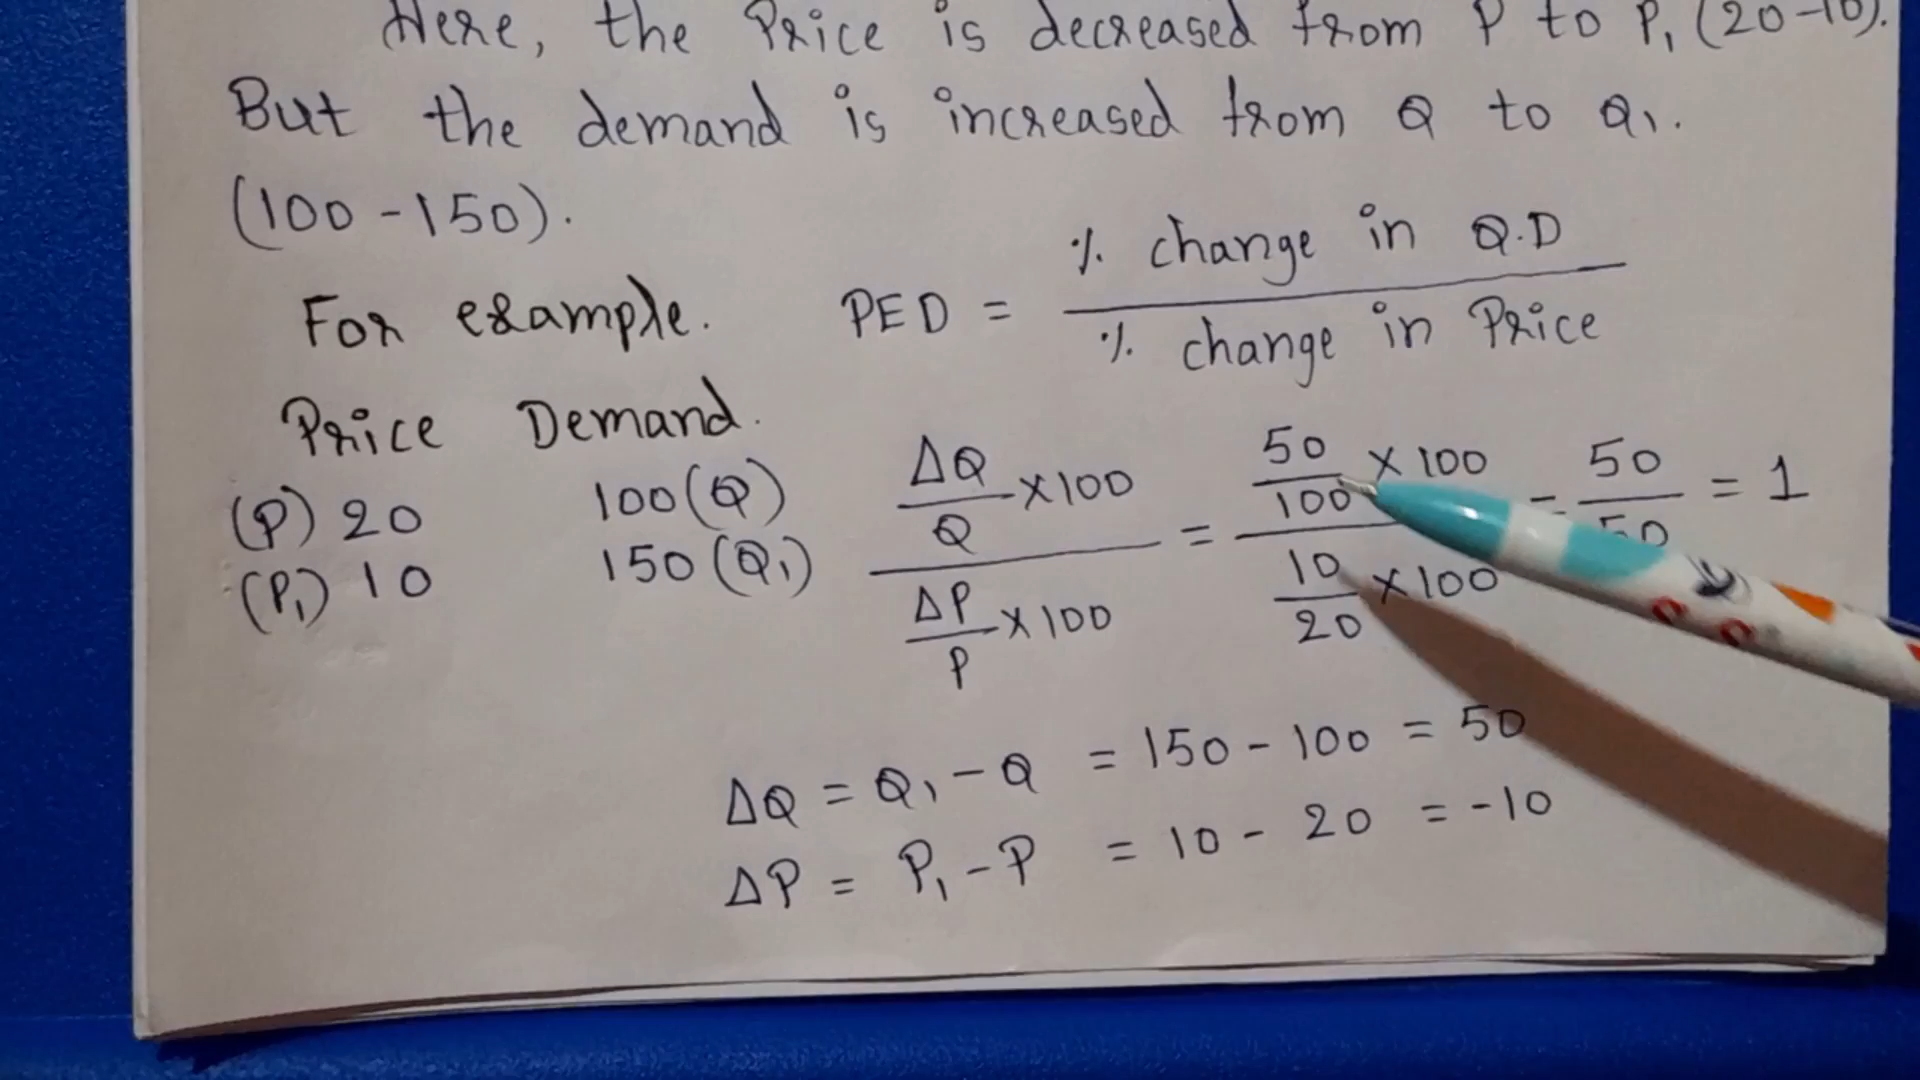 Here, the Price is decreased from P to P₁ (20-10).
But the demand is increased from Q to Q₁.
(100-150).
For example.
PED = % change in Q.D / % change in Price
Price Demand.
(P) 20 100(Q)
(P₁) 10 150(Q₁)
ΔQ/Q ×100 / ΔP/P ×100 = 50/100 ×100 / 10/20 ×100 = 50/50 = 1
ΔQ = Q₁-Q = 150-100 = 50
ΔP = P₁-P = 10-20 = -10